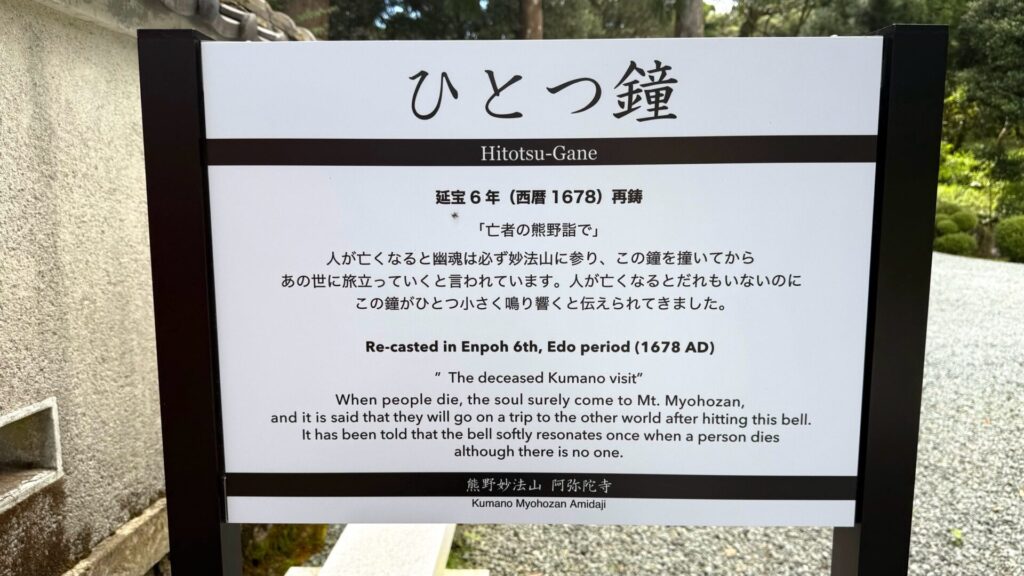 ひとつ鐘
Hitotsu-Gane
延宝6年（西暦1678）再鋳
「亡者の熊野詣で」
人が亡くなると幽魂は必ず妙法山に参り、この鐘を撞いてから
あの世に旅立っていくと言われています。人が亡くなるとだれもいないのに
この鐘がひとつ小さく鳴り響くと伝えられてきました。
Re-casted in Enpoh 6th, Edo period (1678 AD)
” The deceased Kumano visit”
When people die, the soul surely come to Mt. Myohozan,
and it is said that they will go on a trip to the other world after hitting this bell.
It has been told that the bell softly resonates once when a person dies
although there is no one.
熊野妙法山 阿弥陀寺
Kumano Myohozan Amidaji